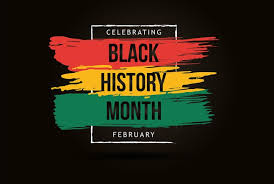 CELEBRATING
BLACK
HISTORY
MONTH
FEBRUARY